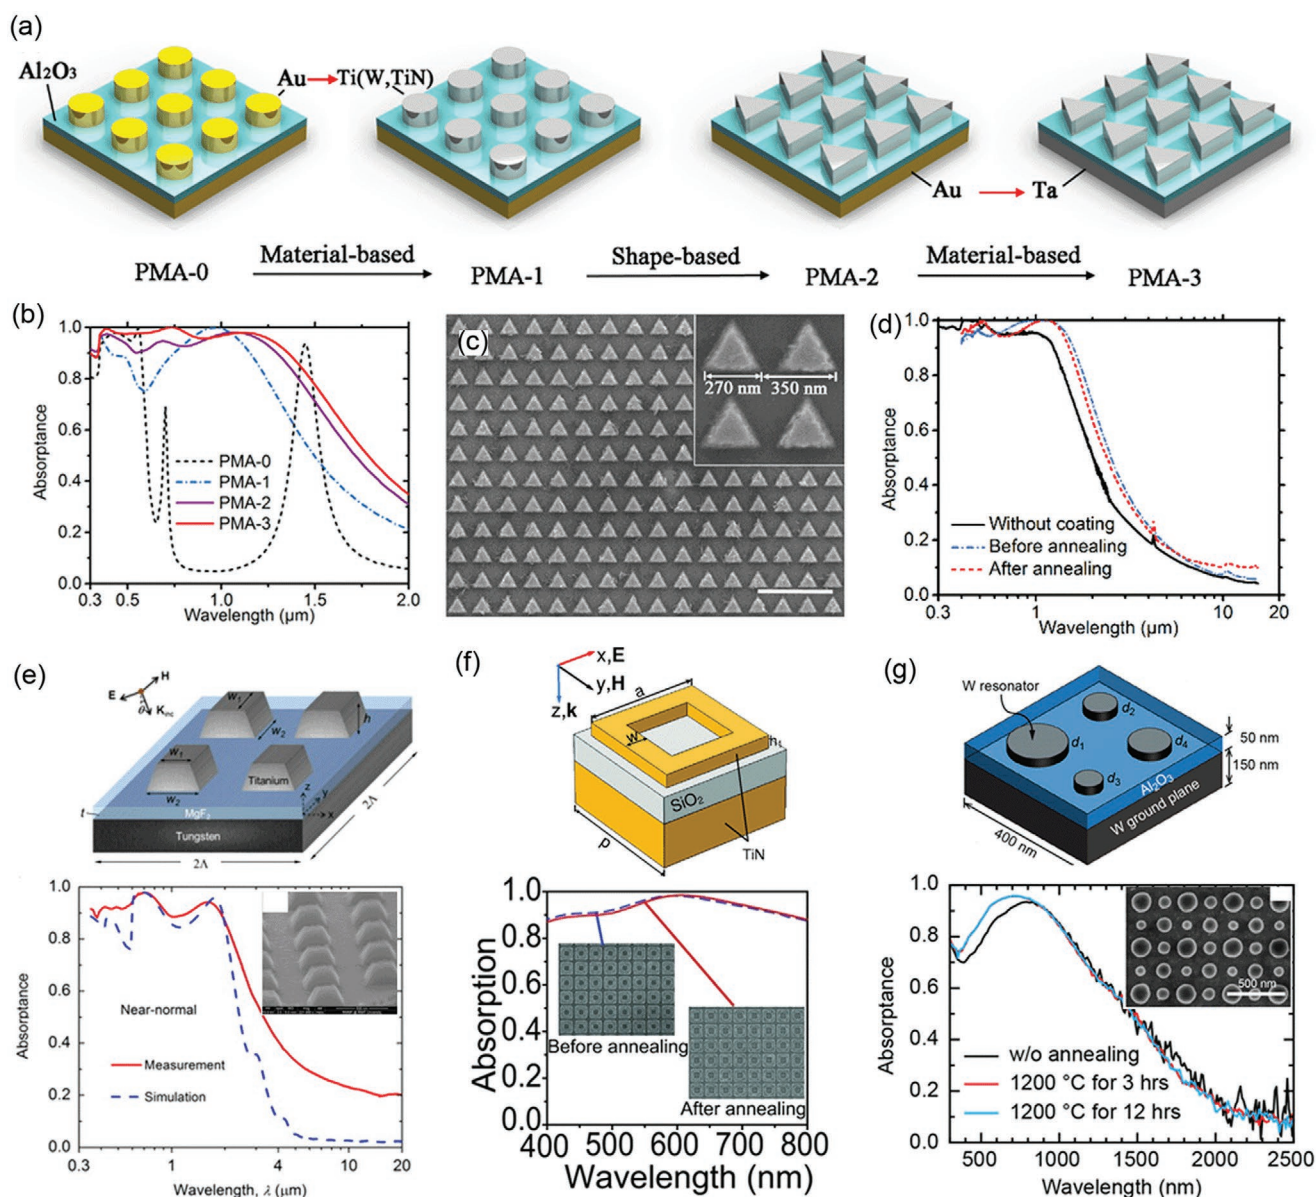 (a)
Al₂O₃
Au → Ti(W,TiN)
Au → Ta
PMA-0 Material-based PMA-1 Shape-based PMA-2 Material-based PMA-3
(b)
Absorptance
1.0
0.8
0.6
0.4
0.2
0.0
PMA-0
PMA-1
PMA-2
PMA-3
0.3 0.5 1.0 1.5 2.0
Wavelength (µm)
(c)
270 nm 350 nm
(d)
Absorptance
1.0
0.8
0.6
0.4
0.2
0.0
Without coating
Before annealing
After annealing
0.3 1 10 20
Wavelength (µm)
(e)
E H
θ K inc
w₁ h
w₂
w₁
Titanium
w₂
z y x
t MgF₂
Tungsten
2Λ
2Λ
Absorptance
1.0
0.8
0.6
0.4
0.2
0.0
Near-normal
Measurement
Simulation
0.3 1 4 10 20
Wavelength, λ (µm)
(f)
x,E
y,H
z,k
a
w
h₁
SiO₂
TiN
p
Absorption
1.0
0.8
0.6
0.4
0.2
0.0
Before annealing
After annealing
400 500 600 700 800
Wavelength (nm)
(g)
W resonator
d₂
d₁ d₄
d₃
50 nm
150 nm
Al₂O₃
W ground plane
400 nm
Absorptance
1.0
0.8
0.6
0.4
0.2
0.0
500 nm
w/o annealing
1200 °C for 3 hrs
1200 °C for 12 hrs
500 1000 1500 2000 2500
Wavelength (nm)